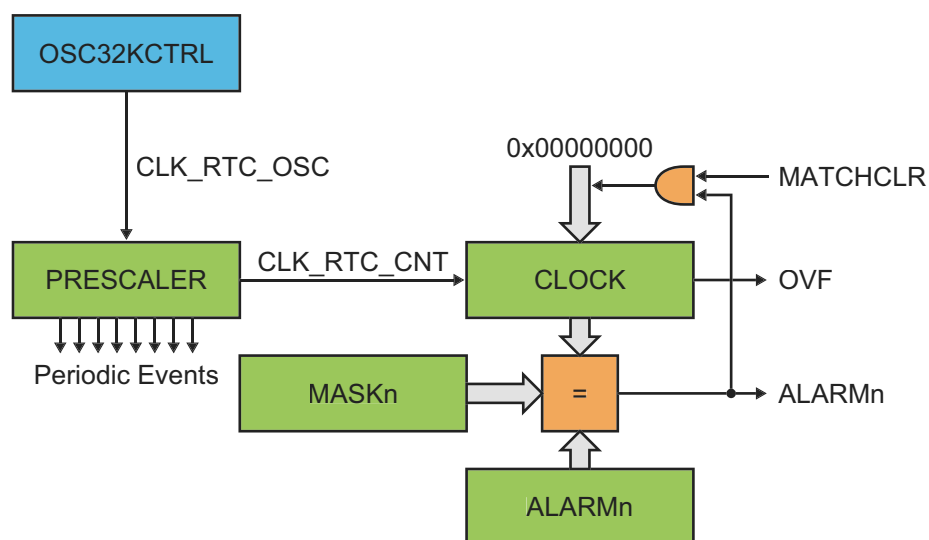 OSC32KCTRL
CLK_RTC_OSC
0x00000000
MATCHCLR
PRESCALER
CLK_RTC_CNT
CLOCK
OVF
Periodic Events
MASKn
=
ALARMn
ALARMn